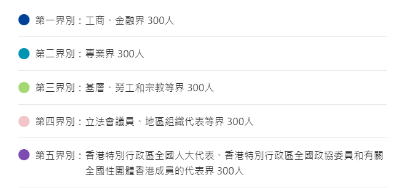 第一界別：工商、金融界 300人
第二界別：專業界 300人
第三界別：基層、勞工和宗教等界 300人
第四界別：立法會議員、地區組織代表等界 300人
第五界別：香港特別行政區全國人大代表、香港特別行政區全國政協委員和有關
全國性團體香港成員的代表界 300人